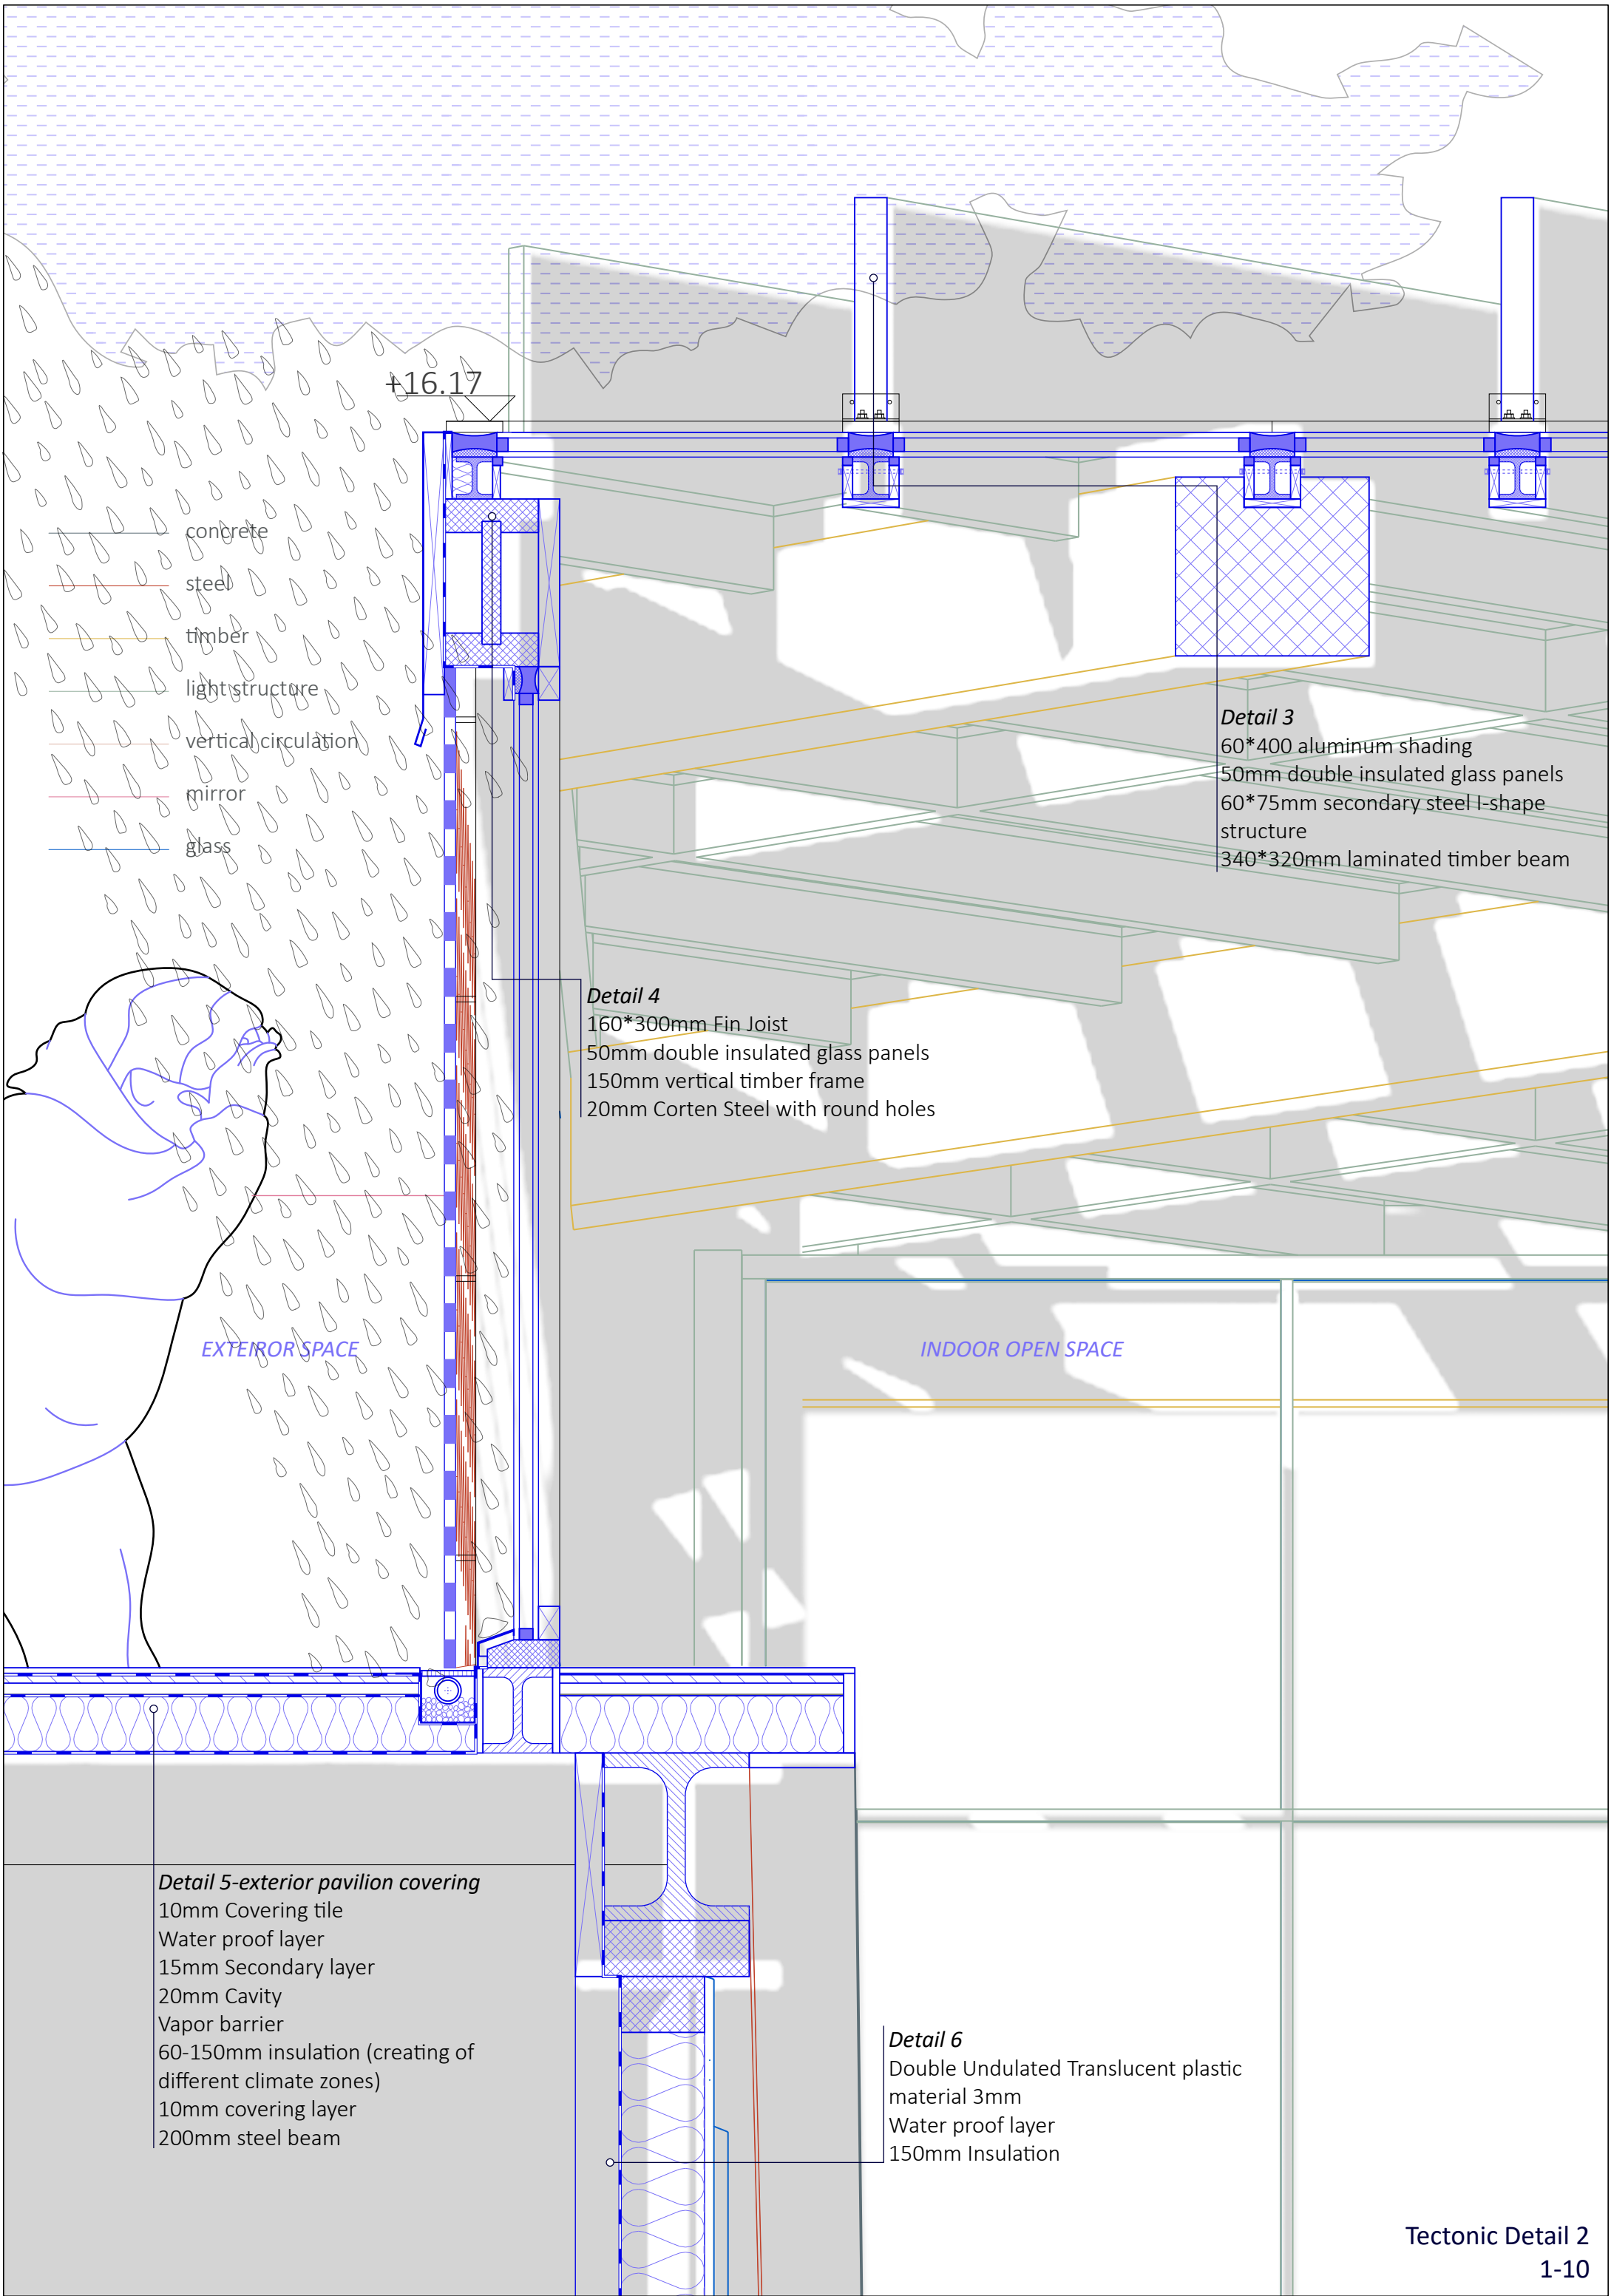 +16.17
concrete
steel
timber
light structure
vertical circulation
mirror
glass
Detail 3
60*400 aluminum shading
50mm double insulated glass panels
60*75mm secondary steel I-shape
structure
340*320mm laminated timber beam
Detail 4
160*300mm Fin Joist
50mm double insulated glass panels
150mm vertical timber frame
20mm Corten Steel with round holes
EXTEIROR SPACE
INDOOR OPEN SPACE
Detail 5-exterior pavilion covering
10mm Covering tile
Water proof layer
15mm Secondary layer
20mm Cavity
Vapor barrier
60-150mm insulation (creating of
different climate zones)
10mm covering layer
200mm steel beam
Detail 6
Double Undulated Translucent plastic
material 3mm
Water proof layer
150mm Insulation
Tectonic Detail 2
1-10